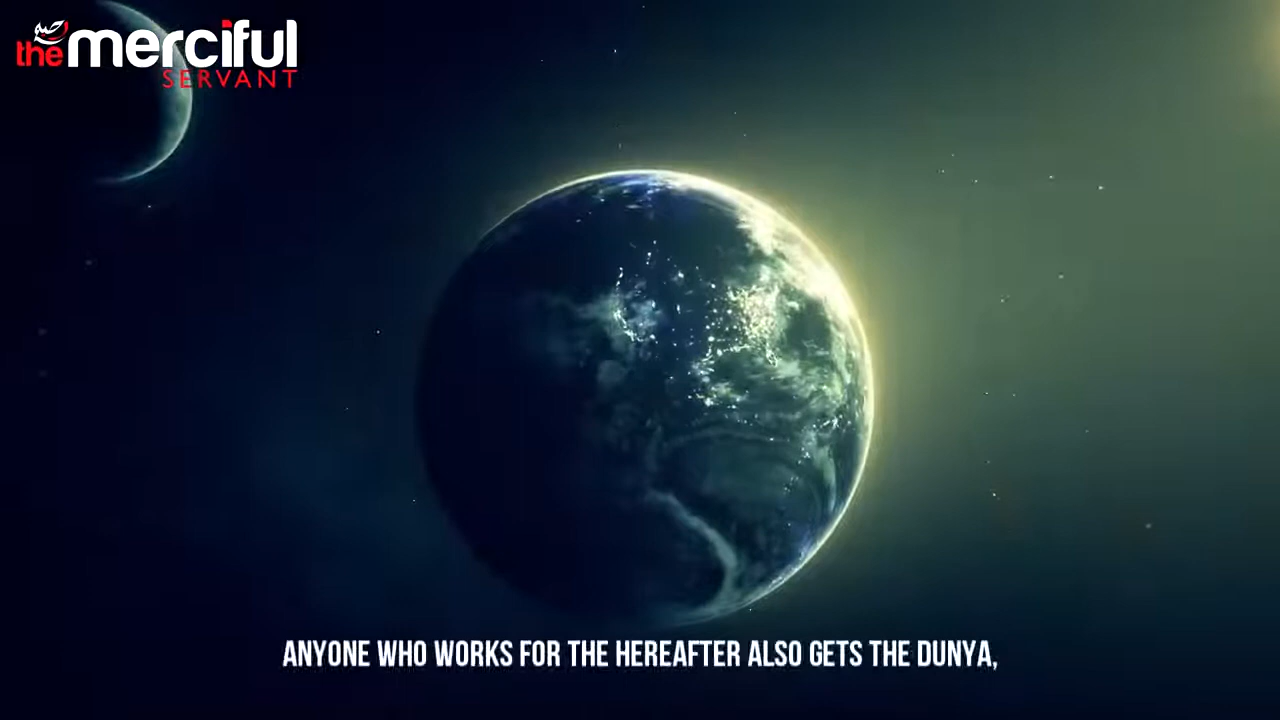 the merciful
SERVANT
ANYONE WHO WORKS FOR THE HEREAFTER ALSO GETS THE DUNYA,